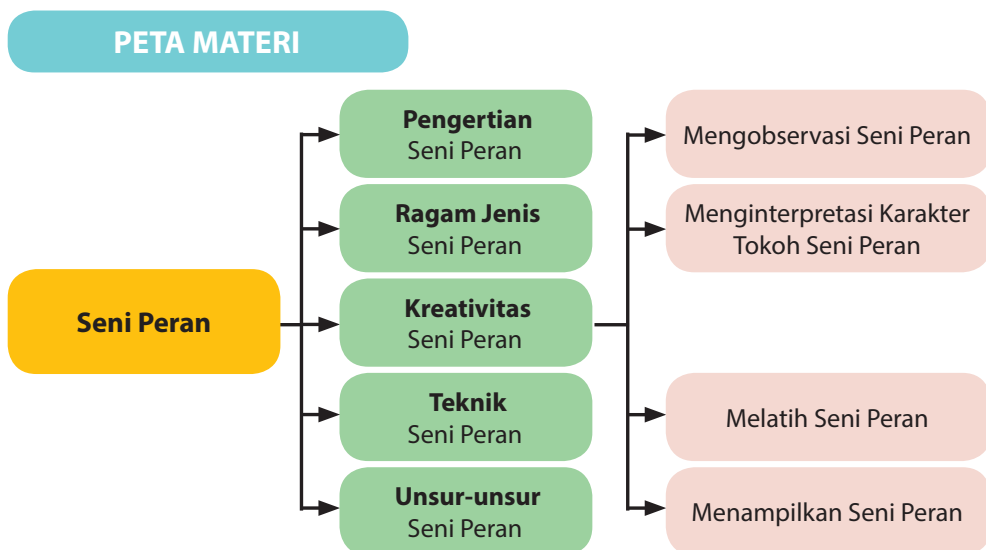 PETA MATERI
Seni Peran
Pengertian
Seni Peran
Ragam Jenis
Seni Peran
Kreativitas
Seni Peran
Teknik
Seni Peran
Unsur-unsur
Seni Peran
Mengobservasi Seni Peran
Menginterpretasi Karakter
Tokoh Seni Peran
Melatih Seni Peran
Menampilkan Seni Peran